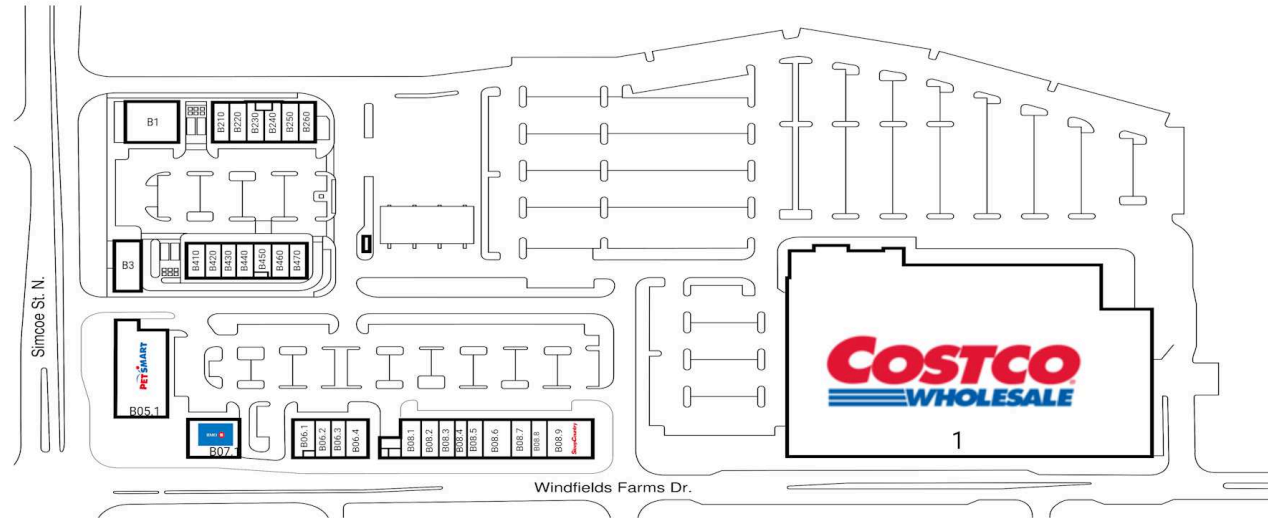 B1
B210
B220
B230
B240
B250
B260
B3
B410
B420
B430
B440
B450
B460
B470
Simcoe St. N.
PETSMART
B05.1
BMO
B07.1
B06.1
B06.2
B06.3
B06.4
B08.1
B08.2
B08.3
B08.4
B08.5
B08.6
B08.7
B08.8
B08.9
COSTCO
WHOLESALE
1
Windfields Farms Dr.